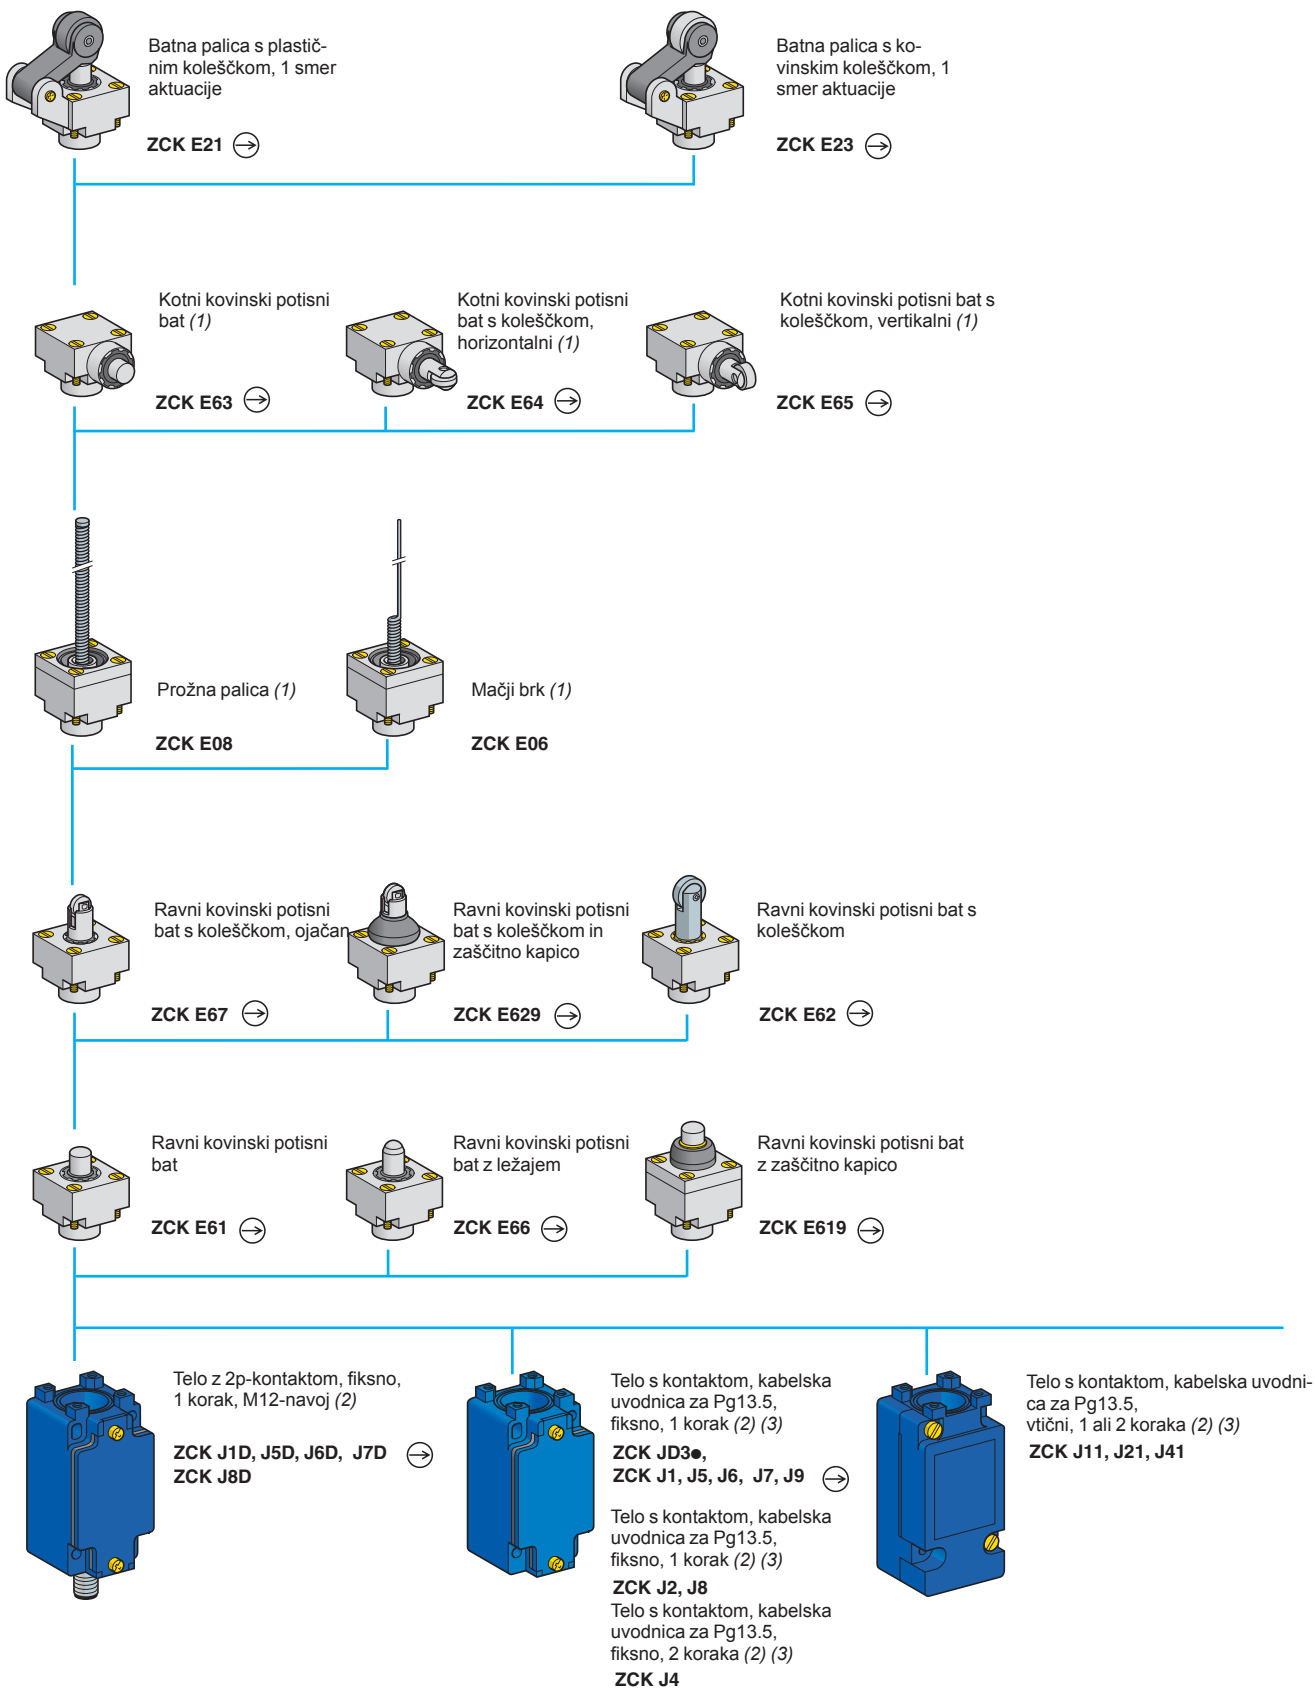 Batna palica s plastič-
nim koleščkom, 1 smer
aktuacije
ZCK E21
Batna palica s ko-
vinskim koleščkom, 1
smer aktuacije
ZCK E23
Kotni kovinski potisni
bat (1)
ZCK E63
Kotni kovinski potisni
bat s koleščkom,
horizontalni (1)
ZCK E64
Kotni kovinski potisni bat s
koleščkom, vertikalni (1)
ZCK E65
Prožna palica (1)
ZCK E08
Mačji brk (1)
ZCK E06
Ravni kovinski potisni
bat s koleščkom, ojačan
ZCK E67
Ravni kovinski potisni
bat s koleščkom in
zaščitno kapico
ZCK E629
Ravni kovinski potisni bat s
koleščkom
ZCK E62
Ravni kovinski potisni
bat
ZCK E61
Ravni kovinski potisni
bat z ležajem
ZCK E66
Ravni kovinski potisni bat
z zaščitno kapico
ZCK E619
Telo z 2p-kontaktom, fiksno,
1 korak, M12-navoj (2)
ZCK J1D, J5D, J6D, J7D
ZCK J8D
Telo s kontaktom, kabelska
uvodnica za Pg13.5,
fiksno, 1 korak (2) (3)
ZCK JD3●,
ZCK J1, J5, J6, J7, J9
Telo s kontaktom, kabelska
uvodnica za Pg13.5,
fiksno, 1 korak (2) (3)
ZCK J2, J8
Telo s kontaktom, kabelska
uvodnica za Pg13.5,
fiksno, 2 koraka (2) (3)
ZCK J4
Telo s kontaktom, kabelska uvodni-
ca za Pg13.5,
vtični, 1 ali 2 koraka (2) (3)
ZCK J11, J21, J41